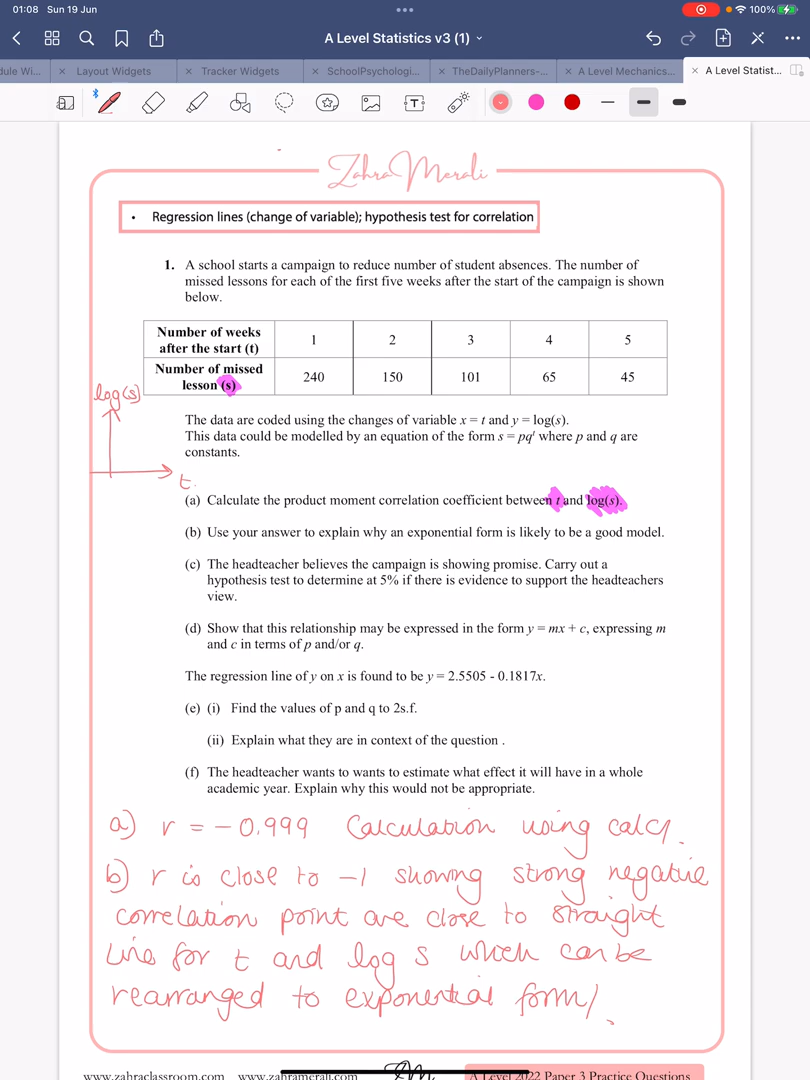 01:08 Sun 19 Jun
100%
A Level Statistics v3 (1)
dule Wi...
Layout Widgets
Tracker Widgets
SchoolPsychologi...
TheDailyPlanners-...
A Level Mechanics...
A Level Statist...
Zahra Merali
• Regression lines (change of variable); hypothesis test for correlation
1. A school starts a campaign to reduce number of student absences. The number of
missed lessons for each of the first five weeks after the start of the campaign is shown
below.
Number of weeks
after the start (t) 1 2 3 4 5
Number of missed
lesson (s) 240 150 101 65 45
log(s)
t
The data are coded using the changes of variable x = t and y = log(s).
This data could be modelled by an equation of the form s = pqᵗ where p and q are
constants.
(a) Calculate the product moment correlation coefficient between t and log(s).
(b) Use your answer to explain why an exponential form is likely to be a good model.
(c) The headteacher believes the campaign is showing promise. Carry out a
hypothesis test to determine at 5% if there is evidence to support the headteachers
view.
(d) Show that this relationship may be expressed in the form y = mx + c, expressing m
and c in terms of p and/or q.
The regression line of y on x is found to be y = 2.5505 - 0.1817x.
(e) (i) Find the values of p and q to 2s.f.
(ii) Explain what they are in context of the question .
(f) The headteacher wants to wants to estimate what effect it will have in a whole
academic year. Explain why this would not be appropriate.
a) r = -0.999 Calculation using calc
b) r is close to -1 showing strong negative
correlation point are close to straight
line for t and log s which can be
rearranged to exponential form
www.zahraclassroom.com www.zahramerali.com
A Level 2022 Paper 3 Practice Questions